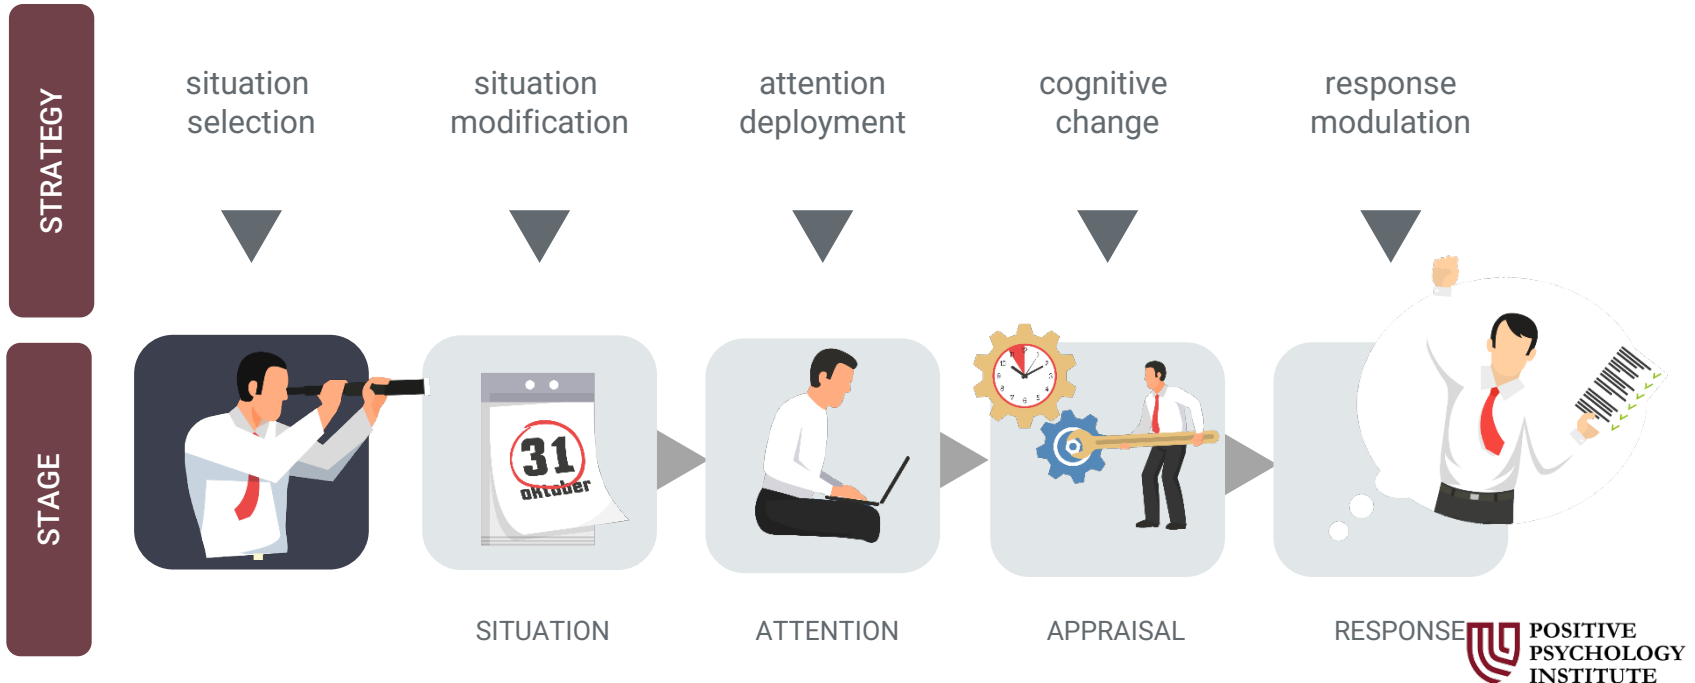 STRATEGY
situation
selection
situation
modification
attention
deployment
cognitive
change
response
modulation
STAGE
31
oktober
SITUATION
ATTENTION
APPRAISAL
RESPONSE
POSITIVE
PSYCHOLOGY
INSTITUTE